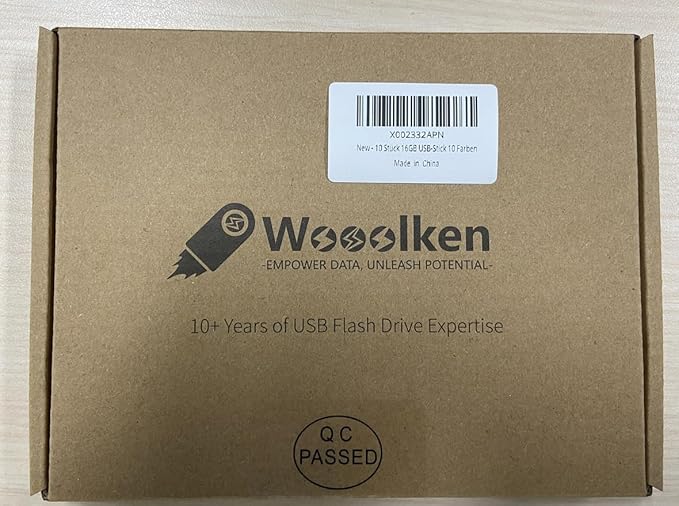 X002332APN
New - 10 Stück 16GB USB-Stick 10 Farben
Made in China
Wooolken
-EMPOWER DATA, UNLEASH POTENTIAL-
10+ Years of USB Flash Drive Expertise
QC
PASSED